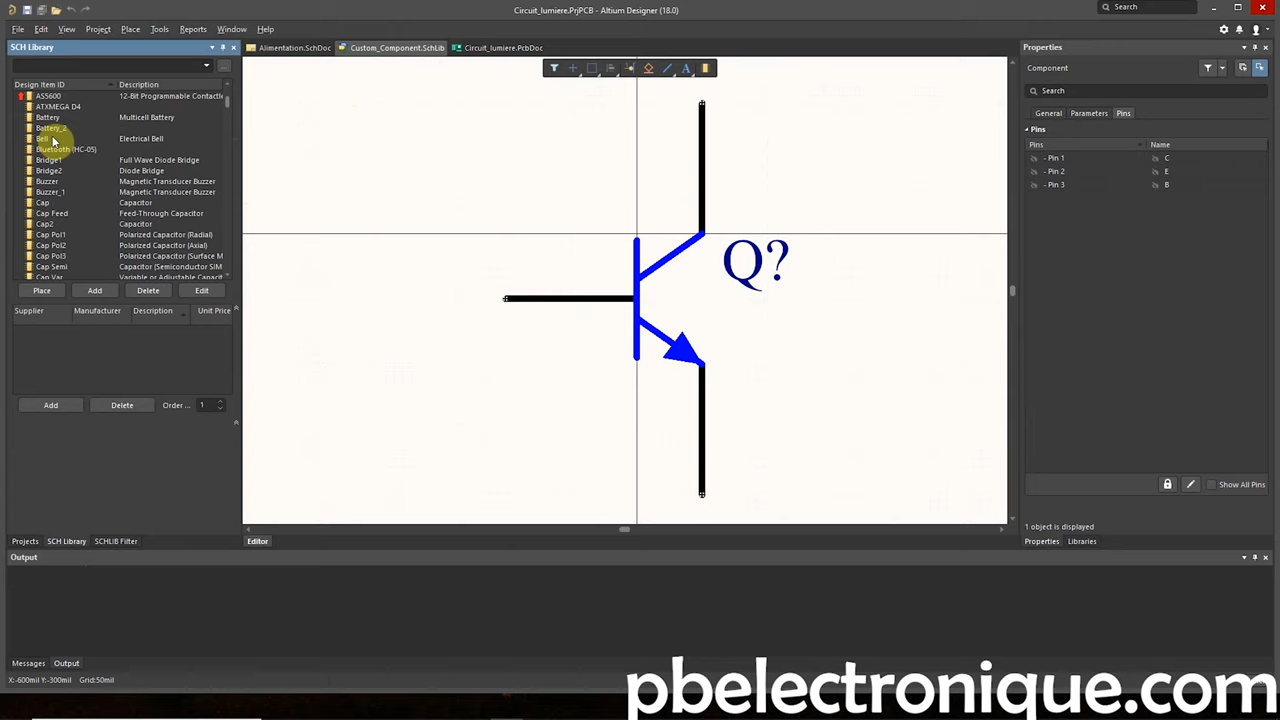 Circuit_lumiere.PrjPCB - Altium Designer (18.0)
Search
File Edit View Project Place Tools Reports Window Help
SCH Library
Alimentation.SchDoc Custom_Component.SchLib Circuit_lumiere.PcbDoc
Properties
Component
Search
Design Item ID Description
AS5600 12-Bit Programmable Contactle
ATXMEGA D4
Battery Multicell Battery
Battery_2
Bell Electrical Bell
Bluetooth (HC-05)
Bridge1 Full Wave Diode Bridge
Bridge2 Diode Bridge
Buzzer Magnetic Transducer Buzzer
Buzzer_1 Magnetic Transducer Buzzer
Cap Capacitor
Cap Feed Feed-Through Capacitor
Cap2 Capacitor
Cap Pol1 Polarized Capacitor (Radial)
Cap Pol2 Polarized Capacitor (Axial)
Cap Pol3 Polarized Capacitor (Surface M
Cap Semi Capacitor (Semiconductor SIM
Cap Var Variable or Adjustable Capacit
Place Add Delete Edit
Supplier Manufacturer Description Unit Price
Add Delete Order ... 1
Q?
General Parameters Pins
Pins
Pins Name
- Pin 1 C
- Pin 2 E
- Pin 3 B
Show All Pins
1 object is displayed
Projects SCH Library SCHLIB Filter
Editor
Properties Libraries
Output
Messages Output
X:-600mil Y:-300mil Grid:50mil
pbelectronique.com